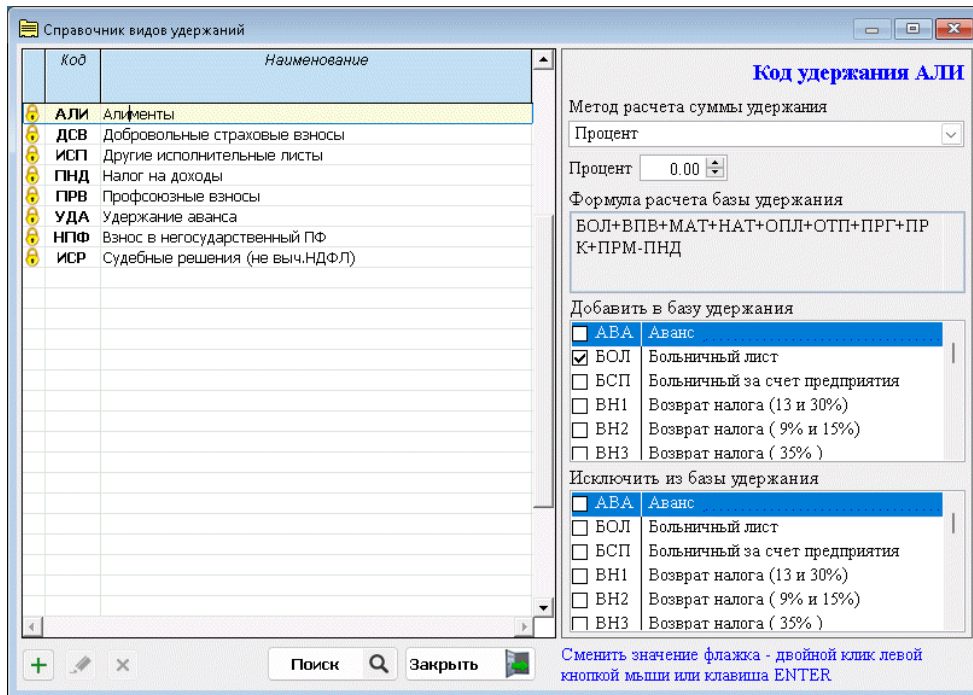 Справочник видов удержаний
Код Наименование
АЛИ Алименты
ДСВ Добровольные страховые взносы
ИСП Другие исполнительные листы
ПНД Налог на доходы
ПРВ Профсоюзные взносы
УДА Удержание аванса
НПФ Взнос в негосударственный ПФ
ИСР Судебные решения (не выч.НДФЛ)
Поиск Закрыть
Код удержания АЛИ
Метод расчета суммы удержания
Процент
Процент 0.00
Формула расчета базы удержания
БОЛ+ВПВ+МАТ+НАТ+ОПЛ+ОТП+ПРГ+ПР
К+ПРМ-ПНД
Добавить в базу удержания
АВА Аванс
БОЛ Больничный лист
БСП Больничный за счет предприятия
ВН1 Возврат налога (13 и 30%)
ВН2 Возврат налога ( 9% и 15%)
ВН3 Возврат налога ( 35% )
Исключить из базы удержания
АВА Аванс
БОЛ Больничный лист
БСП Больничный за счет предприятия
ВН1 Возврат налога (13 и 30%)
ВН2 Возврат налога ( 9% и 15%)
ВН3 Возврат налога ( 35% )
Сменить значение флажка - двойной клик левой
кнопкой мыши или клавиша ENTER